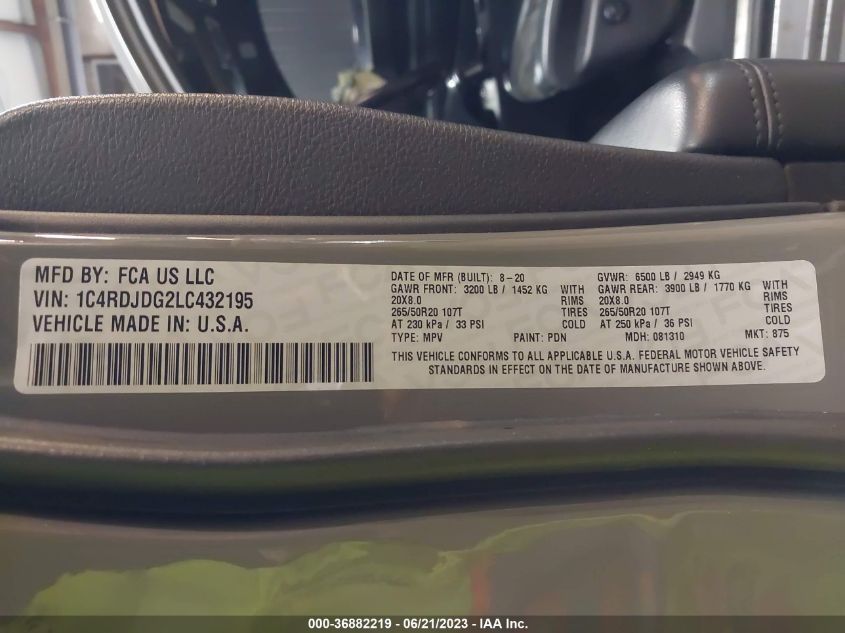 MFD BY: FCA US LLC
VIN: 1C4RDJDG2LC432195
VEHICLE MADE IN: U.S.A.
DATE OF MFR (BUILT): 8-20
GAWR FRONT: 3200 LB / 1452 KG WITH
20X8.0 RIMS
265/50R20 107T TIRES
AT 230 kPa / 33 PSI COLD
TYPE: MPV PAINT: PDN
GVWR: 6500 LB / 2949 KG
GAWR REAR: 3900 LB / 1770 KG WITH
20X8.0 RIMS
265/50R20 107T TIRES
AT 250 kPa / 36 PSI COLD
MDH: 081310 MKT: 875
THIS VEHICLE CONFORMS TO ALL APPLICABLE U.S.A. FEDERAL MOTOR VEHICLE SAFETY
STANDARDS IN EFFECT ON THE DATE OF MANUFACTURE SHOWN ABOVE.
000-36882219 - 06/21/2023 - IAA Inc.